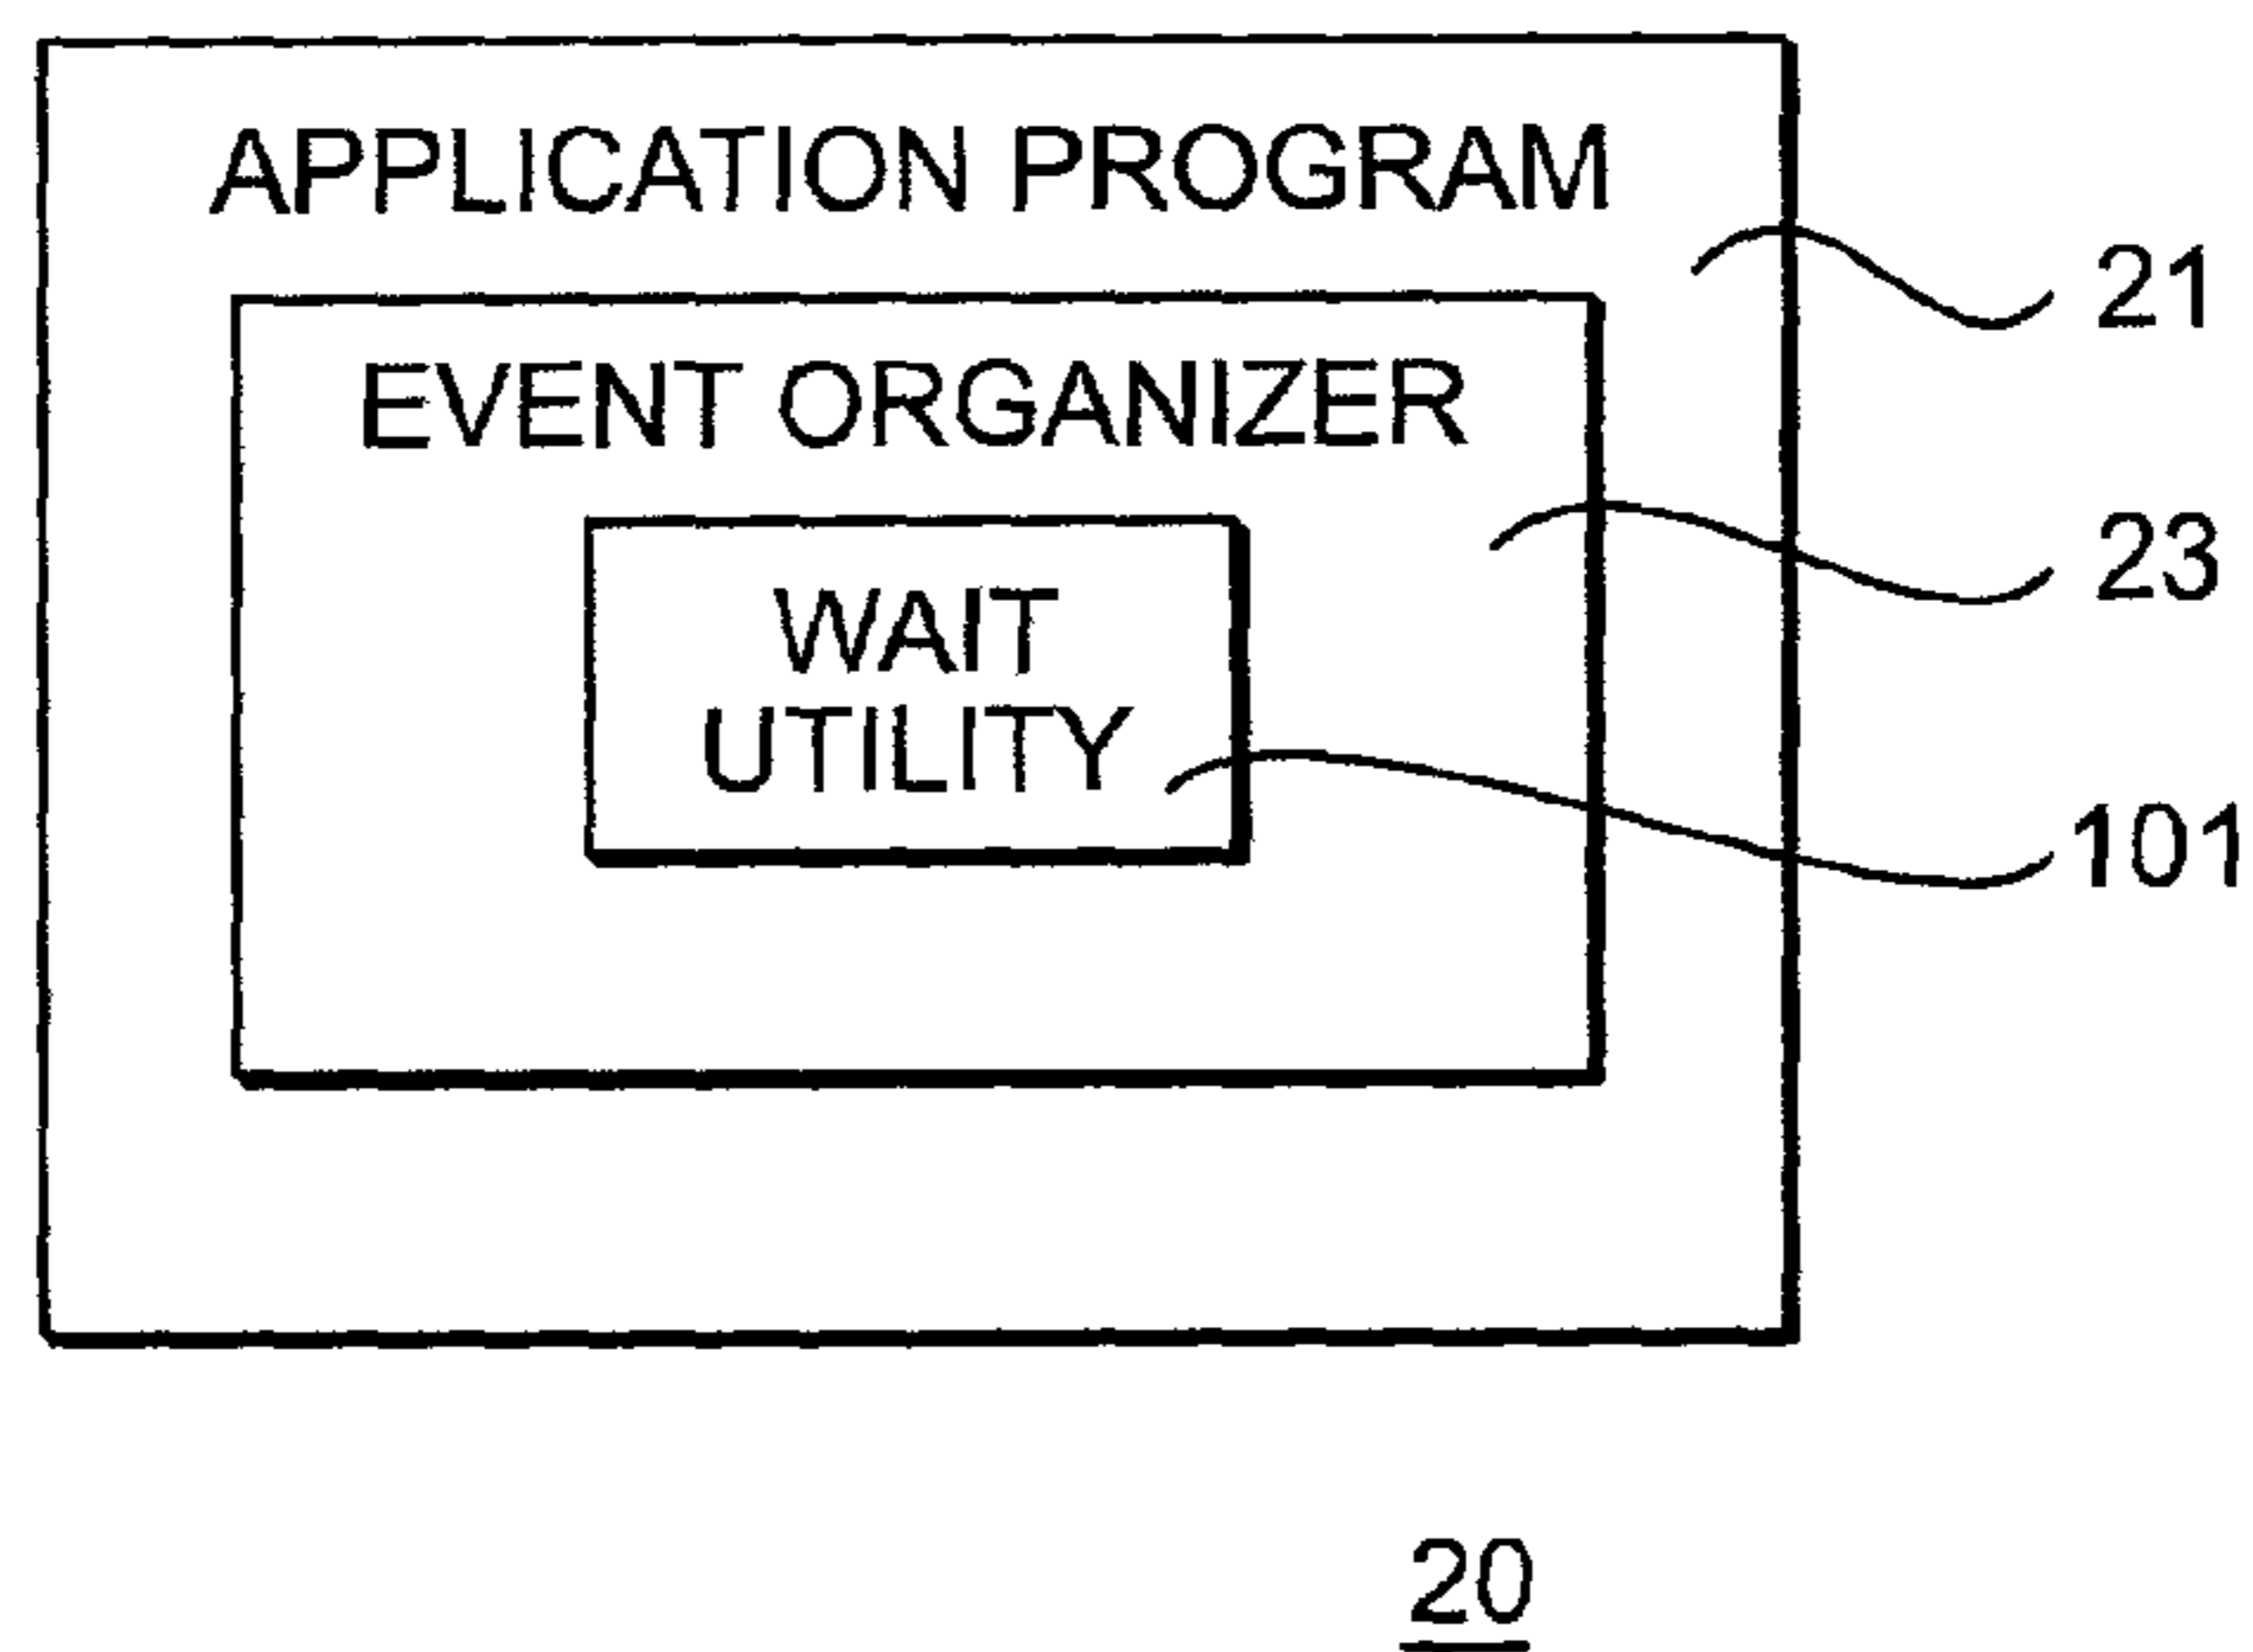 APPLICATION PROGRAM
21
EVENT ORGANIZER
23
WAIT
UTILITY
101
20